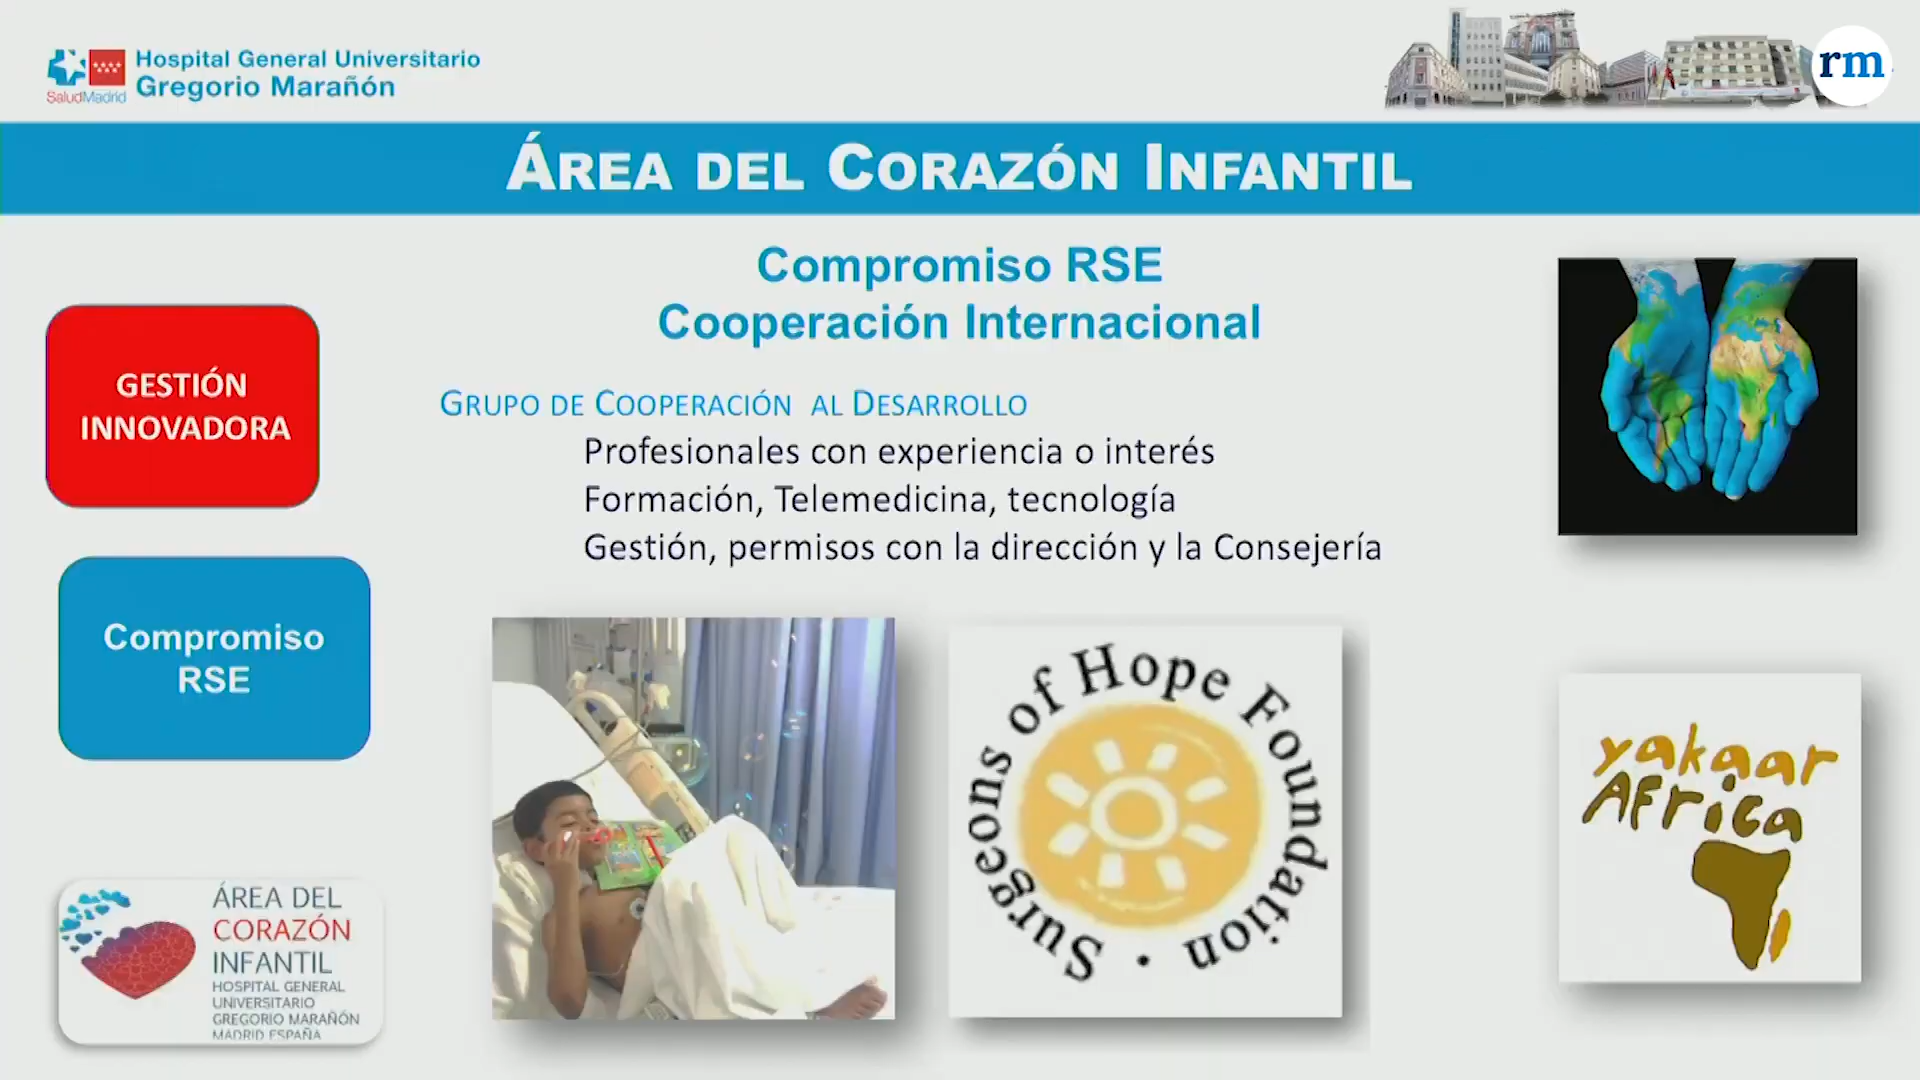 Hospital General Universitario
Gregorio Marañón
SaludMadrid
rm
ÁREA DEL CORAZÓN INFANTIL
Compromiso RSE
Cooperación Internacional
GESTIÓN
INNOVADORA
GRUPO DE COOPERACIÓN AL DESARROLLO
Profesionales con experiencia o interés
Formación, Telemedicina, tecnología
Gestión, permisos con la dirección y la Consejería
Compromiso
RSE
Surgeons of Hope Foundation ·
yakaar
AFrica
ÁREA DEL
CORAZÓN
INFANTIL
HOSPITAL GENERAL
UNIVERSITARIO
GREGORIO MARAÑÓN
MADRID ESPAÑA